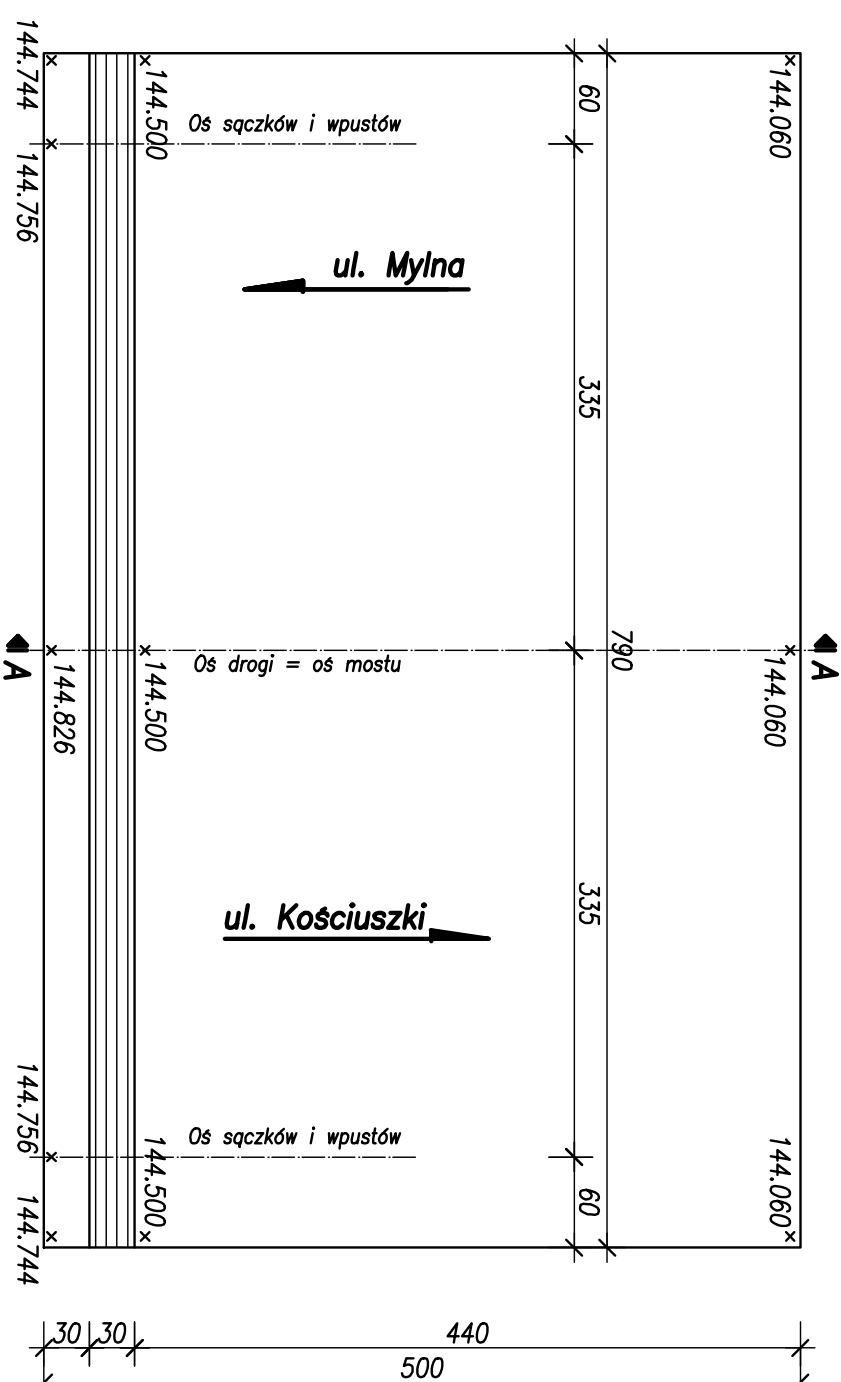 144.744
144.756
144.500
Oś sączków i wpustów
60
144.060
ul. Mylna
335
790
A
A
144.826
144.500
Oś drogi = oś mostu
144.060
ul. Kościuszki
335
144.756
144.744
144.500
Oś sączków i wpustów
60
144.060
30
30
440
500